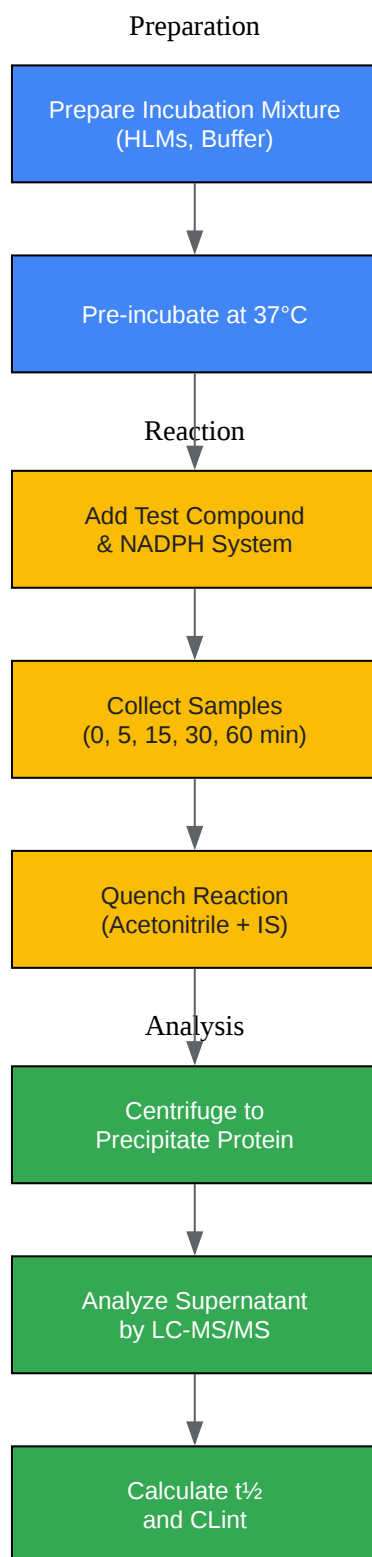 Preparation
Prepare Incubation Mixture
(HLMs, Buffer)
Pre-incubate at 37°C
Reaction
Add Test Compound
& NADPH System
Collect Samples
(0, 5, 15, 30, 60 min)
Quench Reaction
(Acetonitrile + IS)
Analysis
Centrifuge to
Precipitate Protein
Analyze Supernatant
by LC-MS/MS
Calculate t½
and CLint